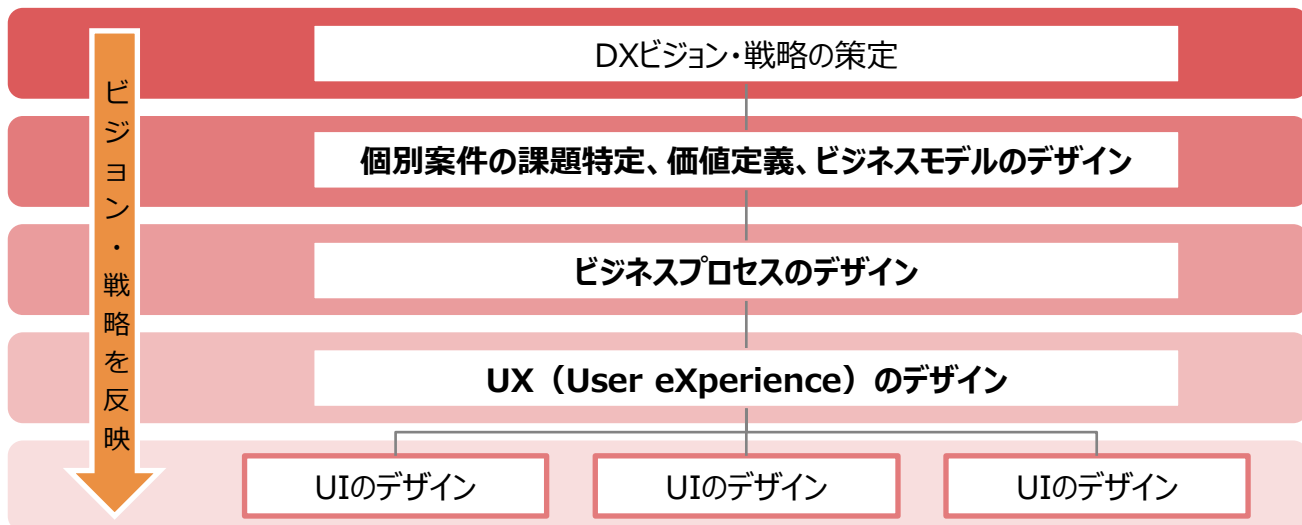 ビジョン・戦略を反映
DXビジョン・戦略の策定
個別案件の課題特定、価値定義、ビジネスモデルのデザイン
ビジネスプロセスのデザイン
UX（User eXperience）のデザイン
UIのデザイン
UIのデザイン
UIのデザイン